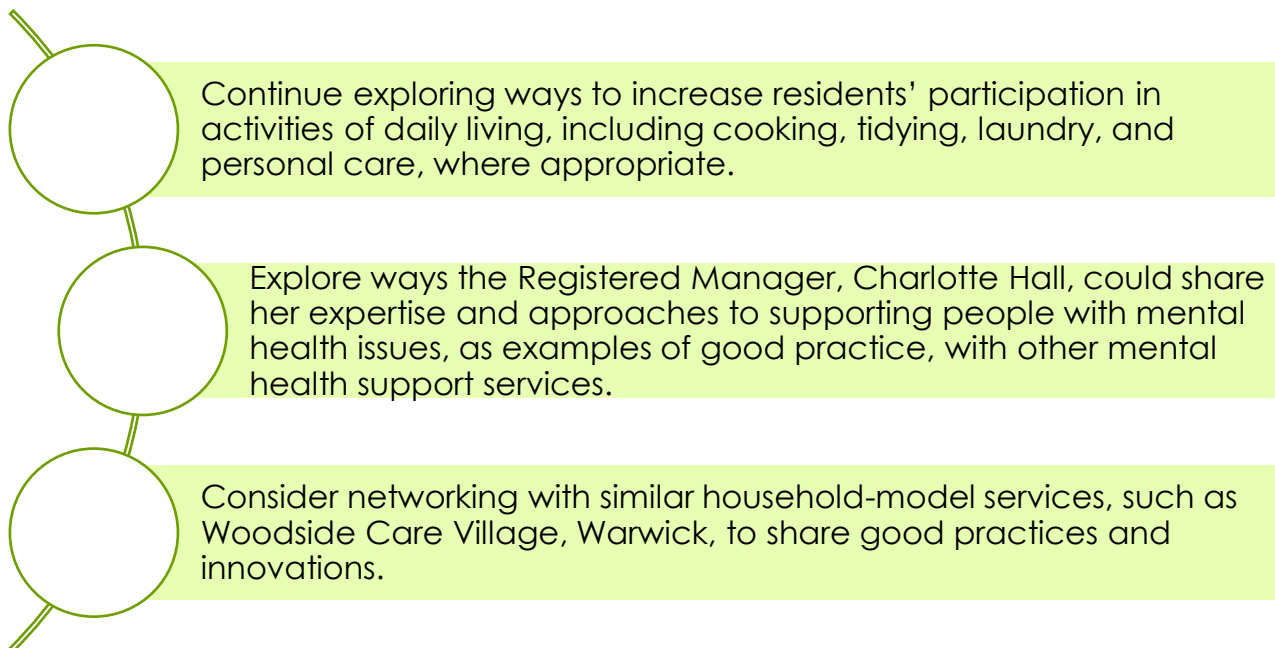 Continue exploring ways to increase residents’ participation in
activities of daily living, including cooking, tidying, laundry, and
personal care, where appropriate.
Explore ways the Registered Manager, Charlotte Hall, could share
her expertise and approaches to supporting people with mental
health issues, as examples of good practice, with other mental
health support services.
Consider networking with similar household-model services, such as
Woodside Care Village, Warwick, to share good practices and
innovations.